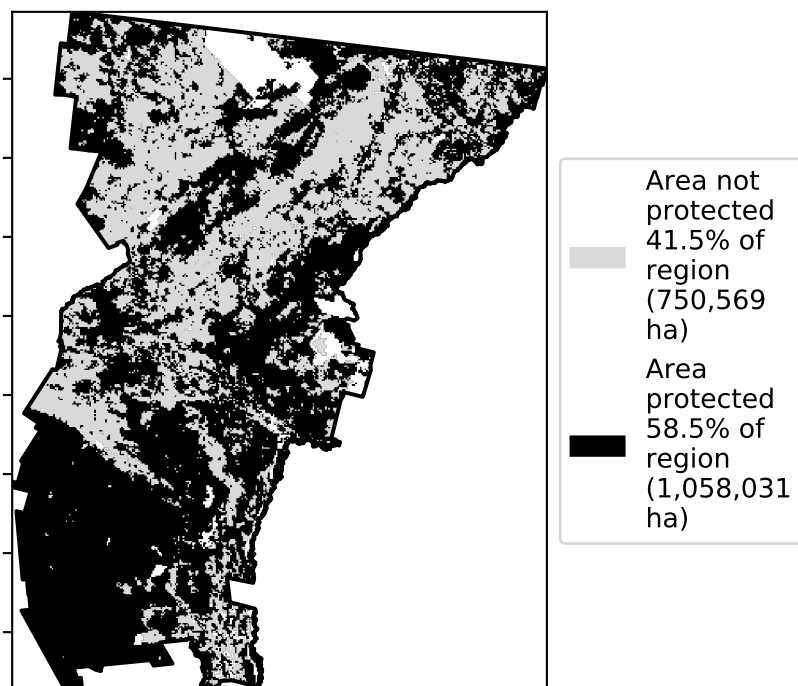 Area not
protected
41.5% of
region
(750,569
ha)
Area
protected
58.5% of
region
(1,058,031
ha)